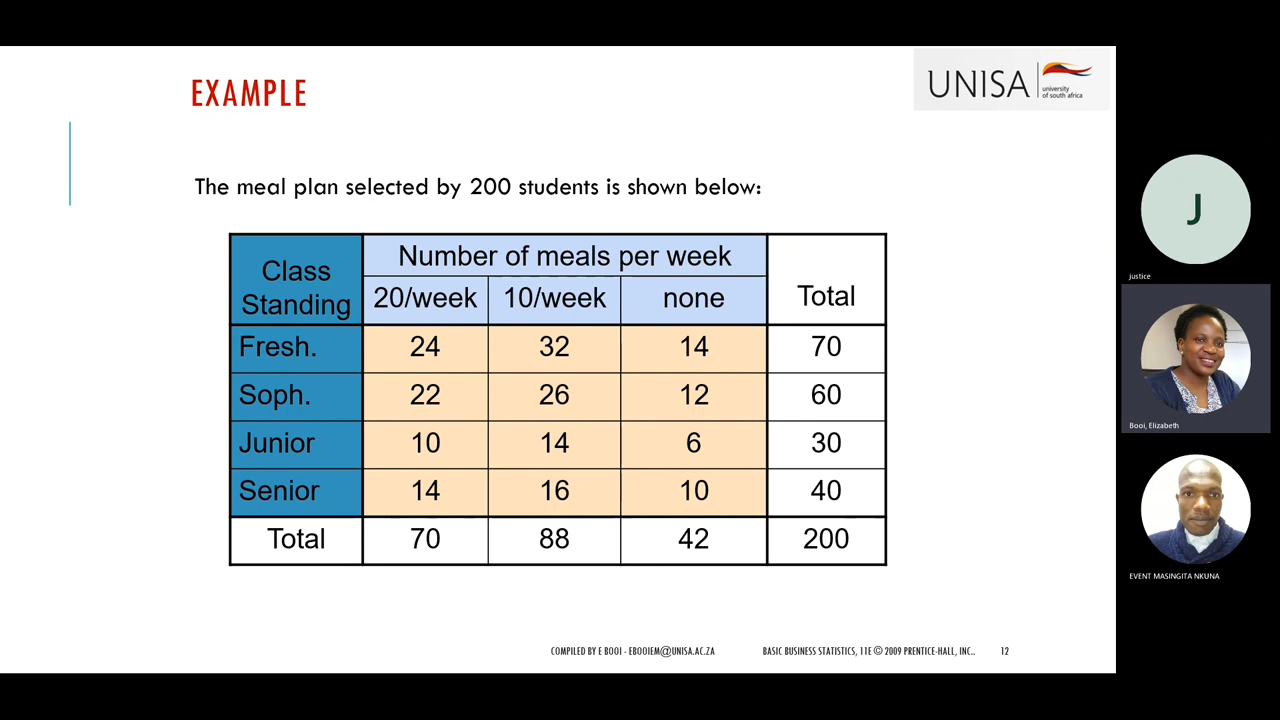 EXAMPLE
UNISA
university
of south africa
The meal plan selected by 200 students is shown below:
Class Standing Number of meals per week Total
20/week 10/week none
Fresh. 24 32 14 70
Soph. 22 26 12 60
Junior 10 14 6 30
Senior 14 16 10 40
Total 70 88 42 200
COMPILED BY E BOOI - EBOOIEM@UNISA.AC.ZA BASIC BUSINESS STATISTICS, 11E © 2009 PRENTICE-HALL, INC.. 12
J
justice
Booi, Elizabeth
EVENT MASINGITA NKUNA